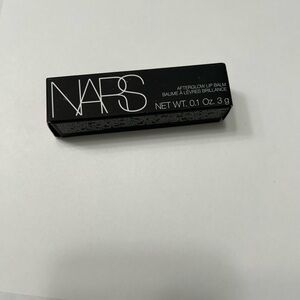 NARS
AFTERGLOW LIP BALM
BAUME À LÈVRES BRILLANCE
NET WT. 0.1 Oz. 3 g